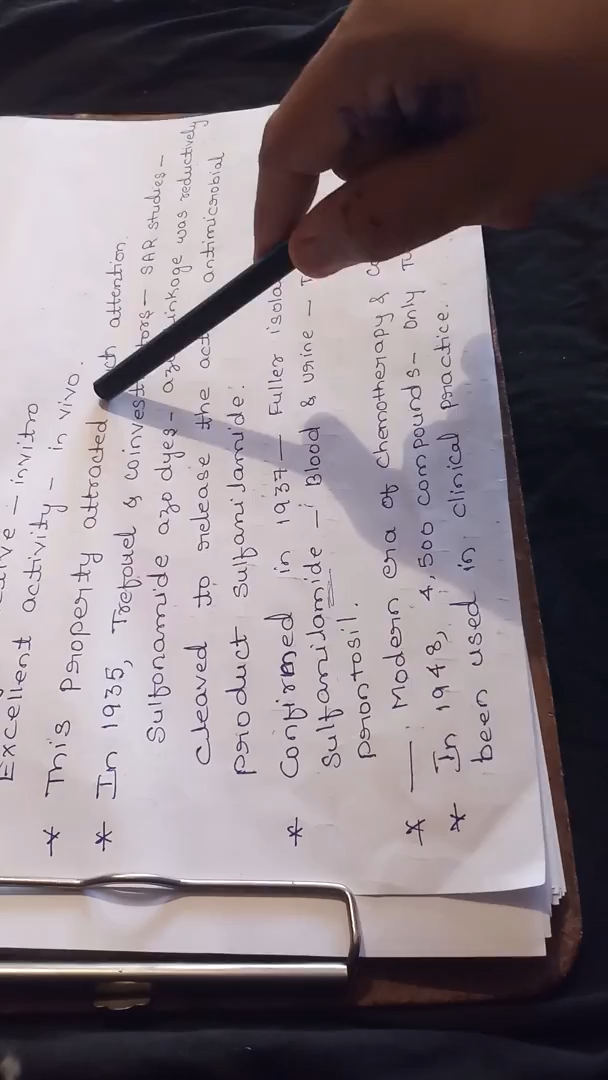 - invitro
Excellent activity - in vivo.
* This Property attracted attention.
* In 1935, Trefouel & coinvest tors - SAR studies -
Sulfonamide azo dyes - linkage was reductively
cleaved to release the antimicrobial
product Sulfanilamide:
* Confirmed in 1937 - Fuller
Sulfanilamide - Blood & urine -
prontosil.
* Modern era of chemotherapy &
* In 1948, 4,500 compounds - Only
been used in clinical practice.